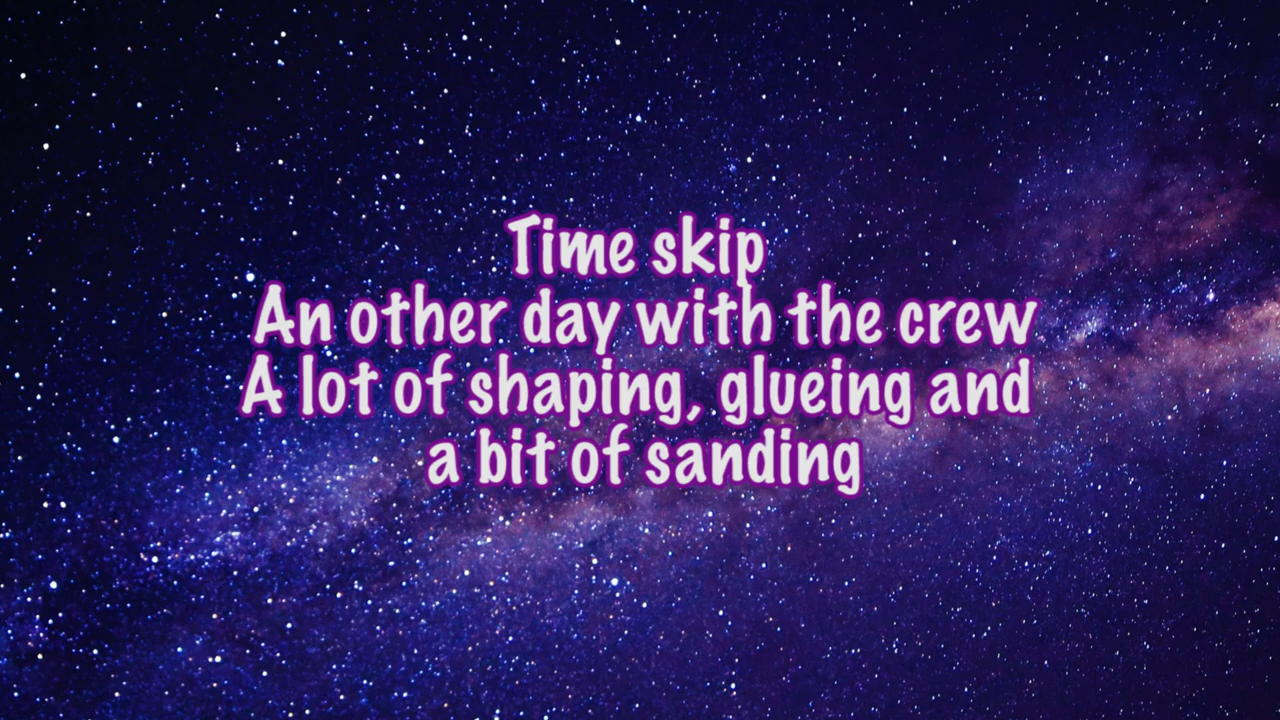 Time skip
An other day with the crew
A lot of shaping, glueing and
a bit of sanding